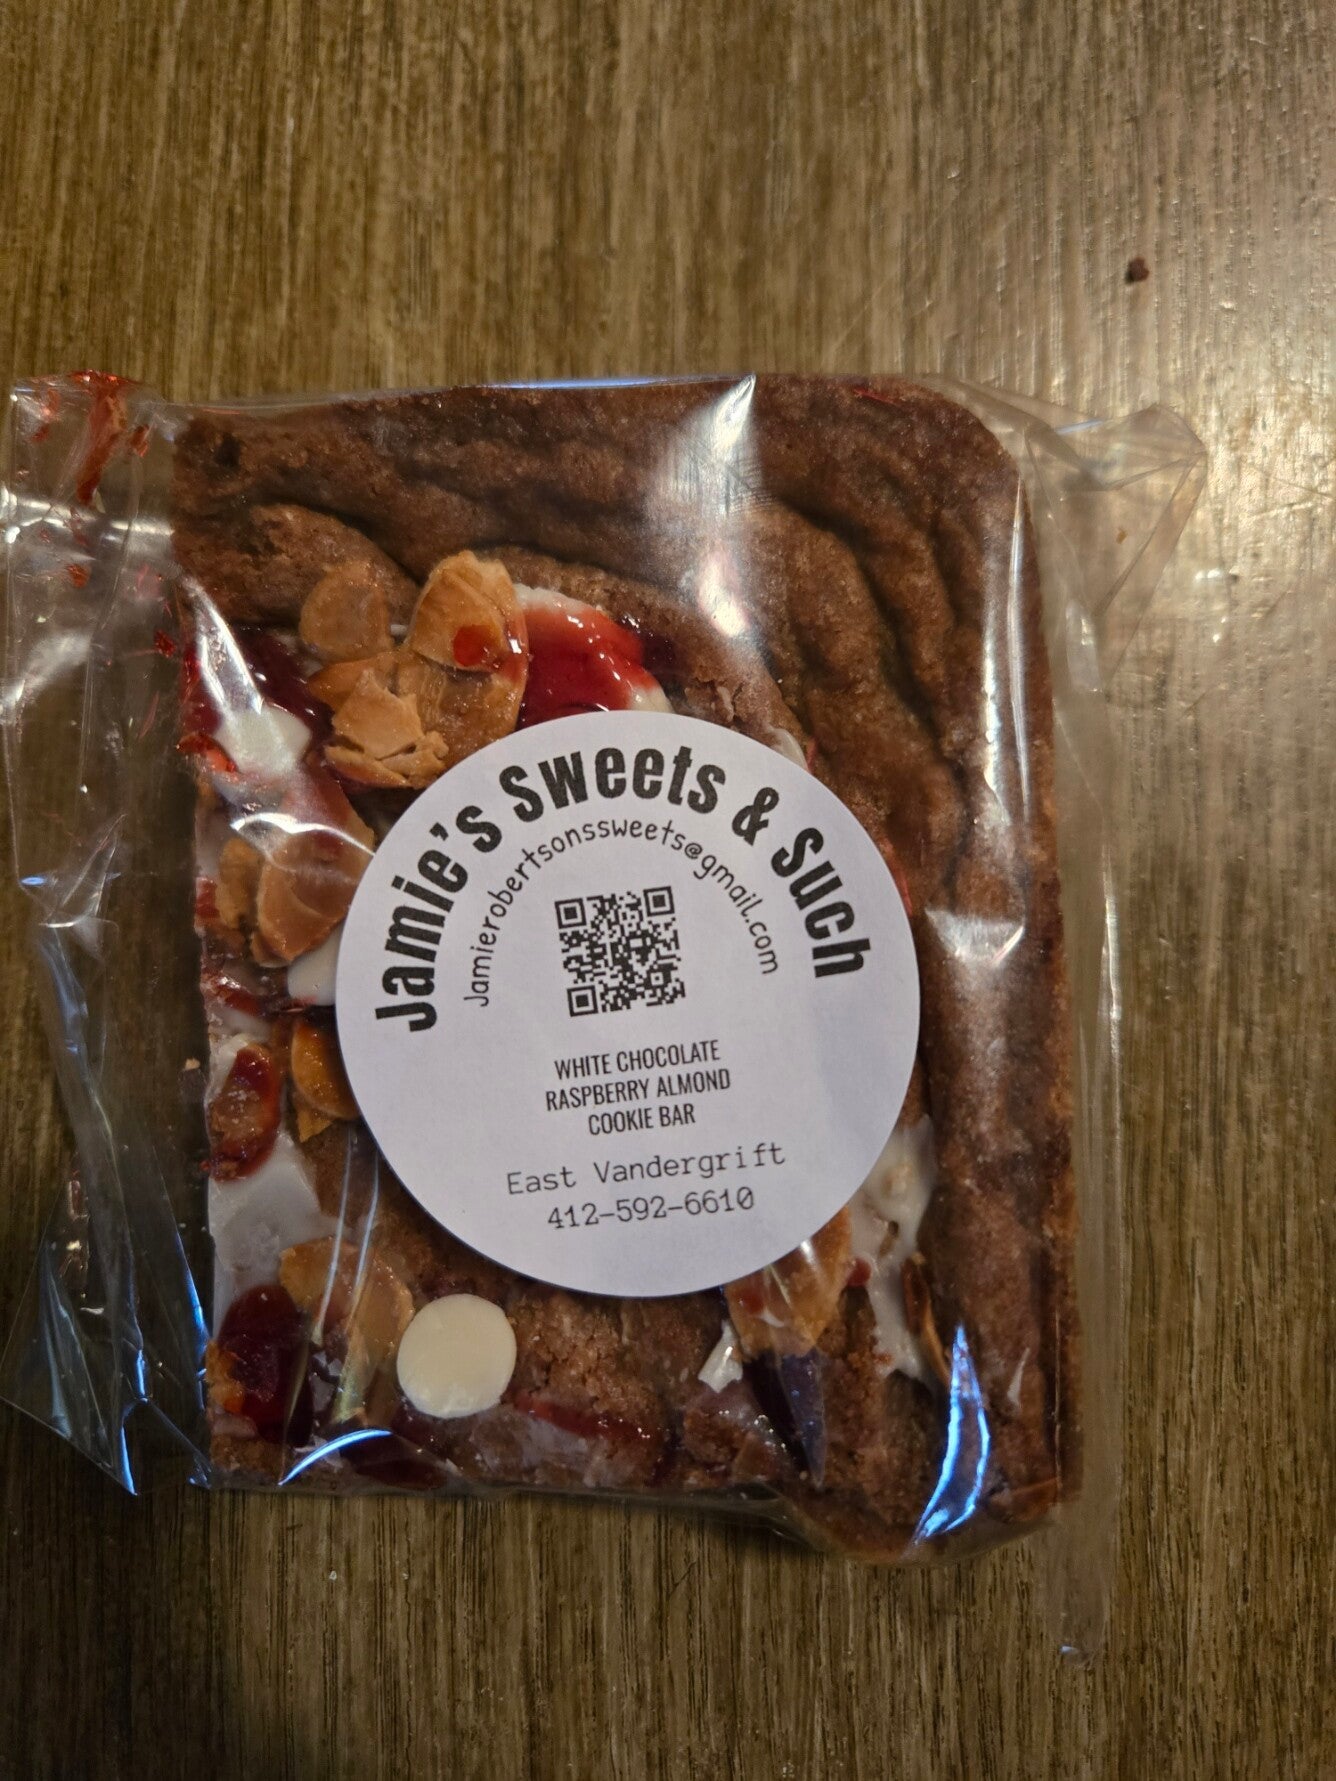 Jamie's Sweets & Such
Jamierobertsonssweets@gmail.com
WHITE CHOCOLATE
RASPBERRY ALMOND
COOKIE BAR
East Vandergrift
412-592-6610